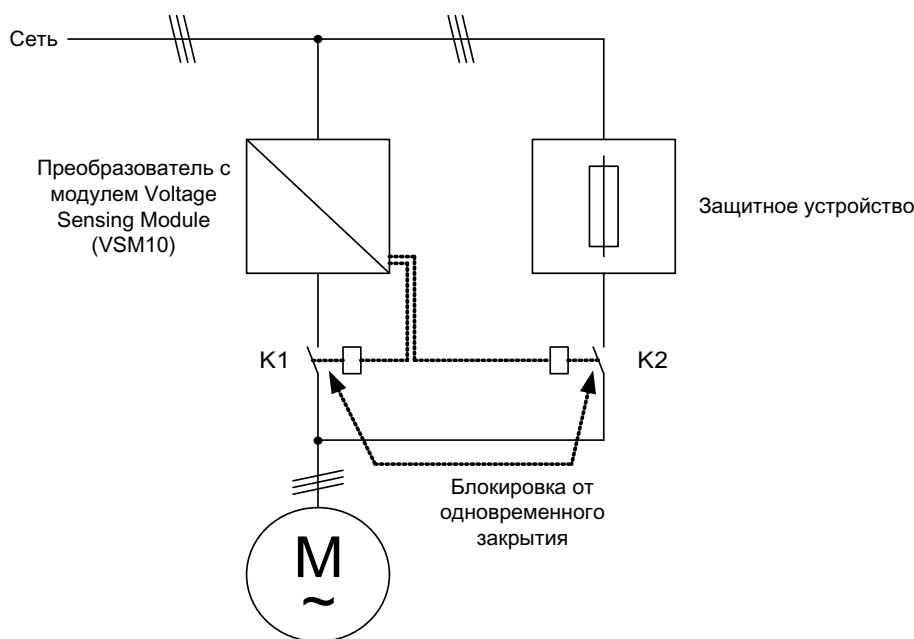 Сеть
Преобразователь с
модулем Voltage
Sensing Module
(VSM10)
Защитное устройство
K1
K2
Блокировка от
одновременного
закрытия
M
~